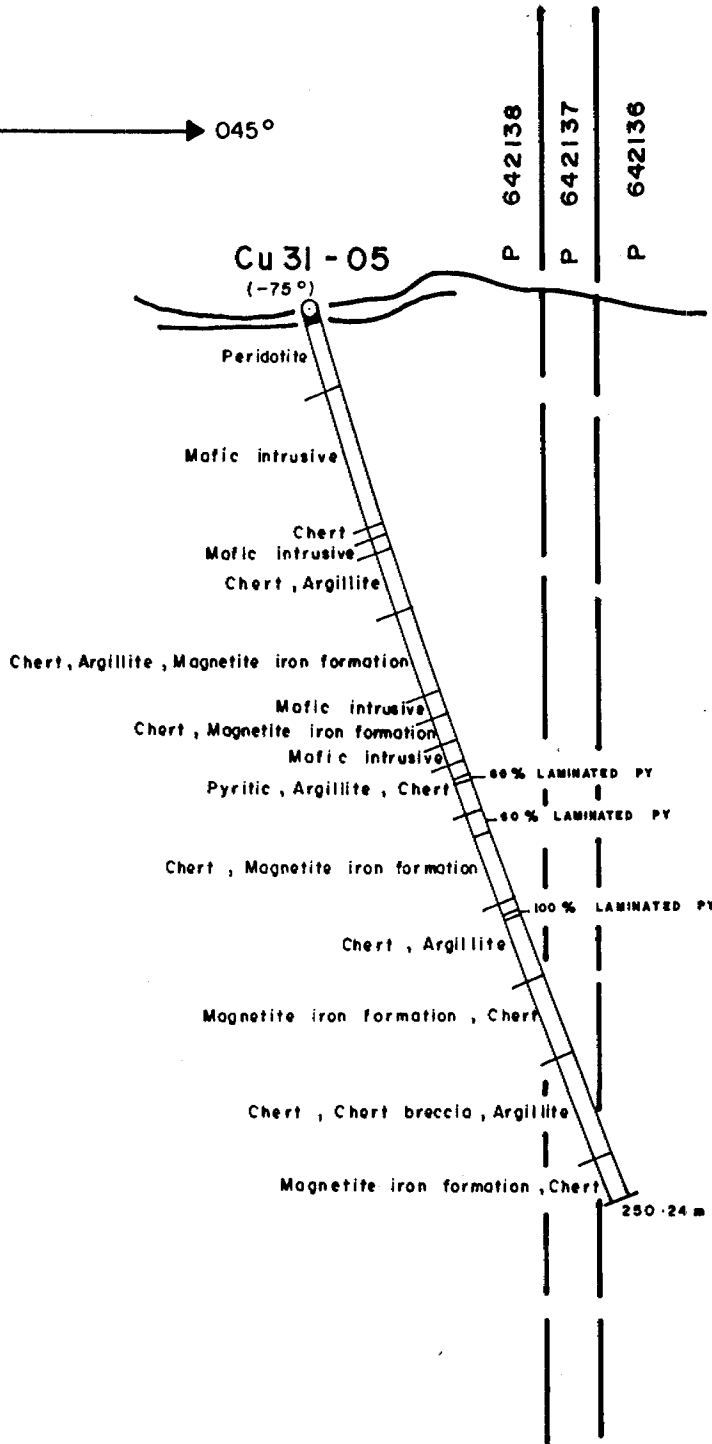 045°
P 642138
P 642137
P 642136
Cu 31-05
(-75°)
Peridotite
Mafic intrusive
Chert
Mafic intrusive
Chert, Argillite
Chert, Argillite, Magnetite iron formation
Mafic intrusive
Chert, Magnetite iron formation
Mafic intrusive
60% LAMINATED PY
Pyritic, Argillite, Chert
60% LAMINATED PY
Chert, Magnetite iron formation
100% LAMINATED PY
Chert, Argillite
Magnetite iron formation, Chert
Chert, Chert breccia, Argillite
Magnetite iron formation, Chert
250.24 m